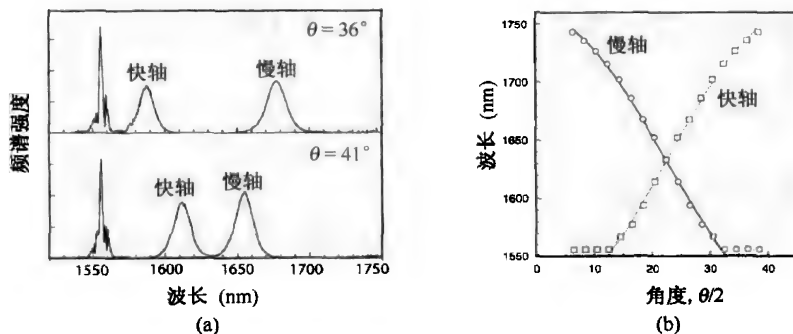 θ = 36°
快轴
慢轴
θ = 41°
快轴
慢轴
频谱强度
1550 1600 1650 1700 1750
波长 (nm)
(a)
1750
1700
1650
1600
1550
波长 (nm)
慢轴
快轴
0 10 20 30 40
角度, θ/2
(b)